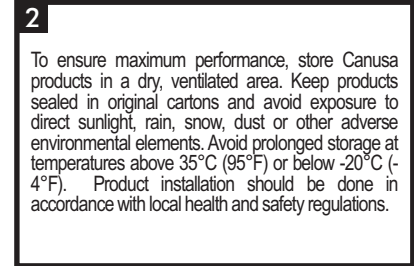 2
To ensure maximum performance, store Canusa
products in a dry, ventilated area. Keep products
sealed in original cartons and avoid exposure to
direct sunlight, rain, snow, dust or other adverse
environmental elements. Avoid prolonged storage at
temperatures above 35°C (95°F) or below -20°C (-
4°F). Product installation should be done in
accordance with local health and safety regulations.